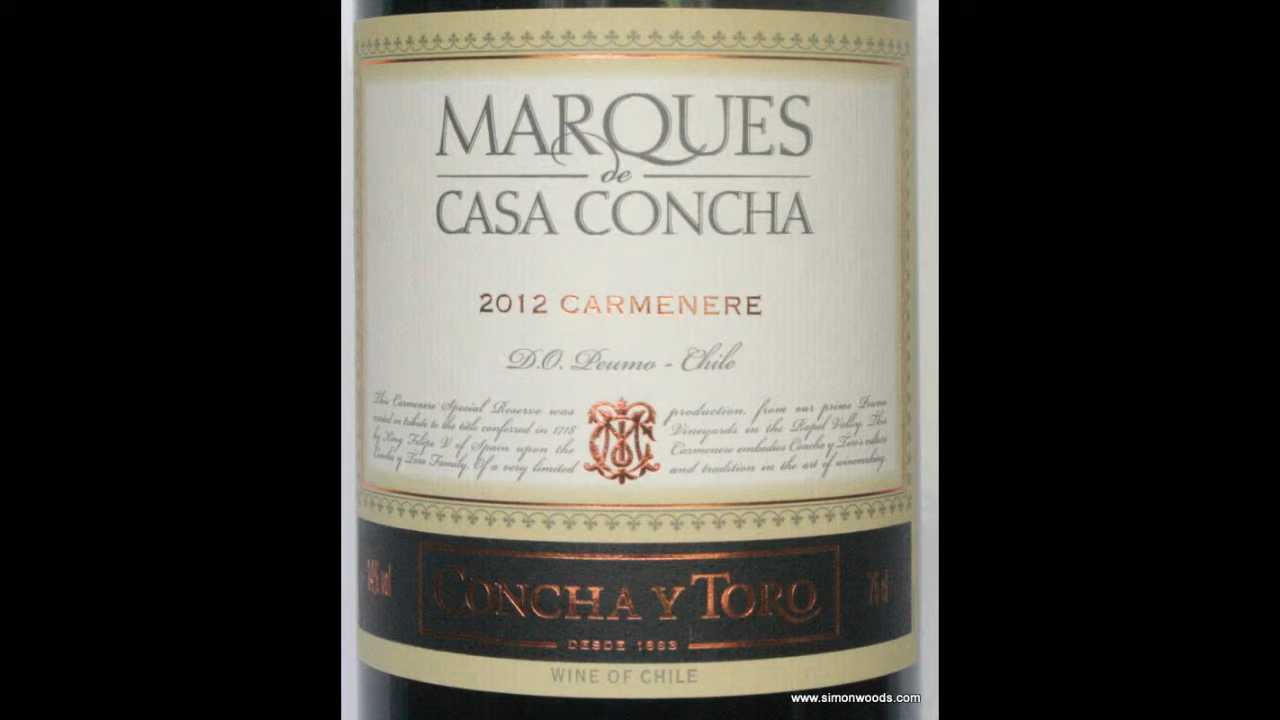 MARQUES
de
CASA CONCHA
2012 CARMENERE
D.O. Peumo - Chile
This Carmenere Special Reserve was
created in tribute to the title conferred in 1718
by King Felipe V of Spain upon the
Concha y Toro Family. Of a very limited
production, from our prime Peumo
Vineyards in the Rapel Valley. This
Carmenere embodies Concha y Toro's culture
and tradition in the art of winemaking.
CONCHA Y TORO
DESDE 1883
WINE OF CHILE
www.simonwoods.com